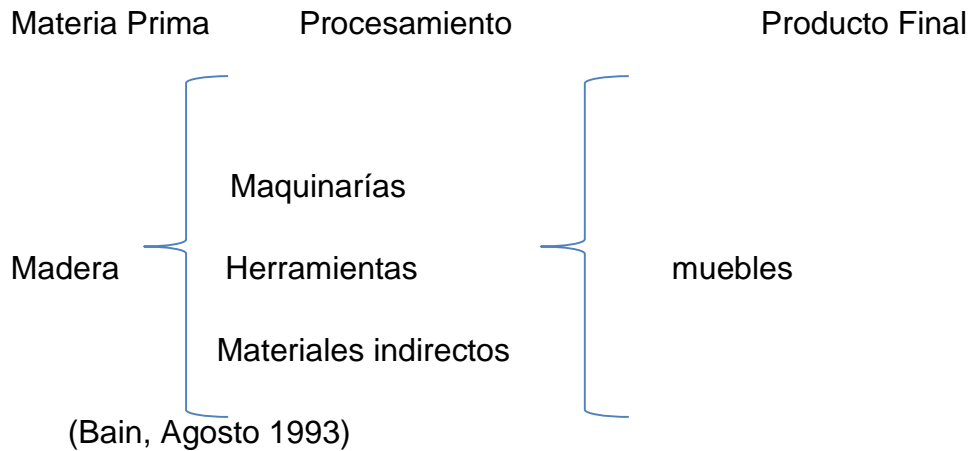 Materia Prima Procesamiento Producto Final
Maquinarías
Madera Herramientas muebles
Materiales indirectos
(Bain, Agosto 1993)